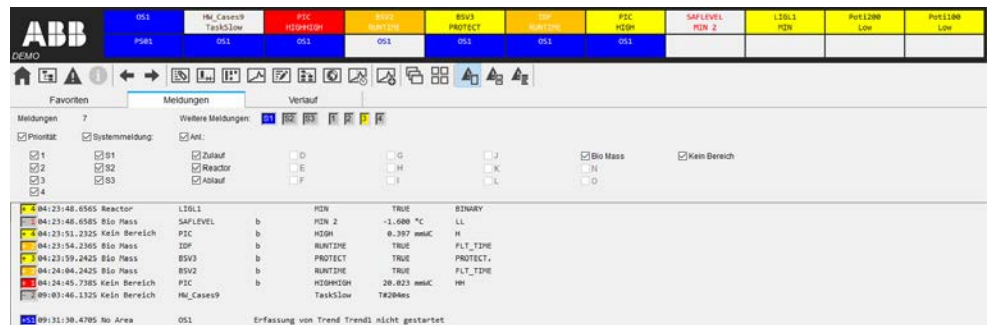 OS1 HW_Cases9 PIC BSV2 BSV3 IDF PIC SAFLEVEL LIGL1 Poti200 Poti100
TaskSlow HIGHHIGH RUNTIME PROTECT RUNTIME HIGH MIN 2 MIN Low Low
ABB PS01 OS1 OS1 OS1 OS1 OS1 OS1
DEMO
Favoriten Meldungen Verlauf
Meldungen 7 Weitere Meldungen: S1 S2 S3 1 2 3 4
Priorität: Systemmeldung: Anl.:
1 S1 Zulauf D G J Bio Mass Kein Bereich
2 S2 Reactor E H K N
3 S3 Ablauf F I L O
4
+ 4 04:23:48.656S Reactor LIGL1 MIN TRUE BINARY
04:23:48.658S Bio Mass SAFLEVEL b MIN 2 -1.600 °C LL
+ 4 04:23:51.232S Kein Bereich PIC b HIGH 0.397 mmWC H
04:23:54.236S Bio Mass IDF b RUNTIME TRUE FLT_TIME
+ 3 04:23:59.242S Bio Mass BSV3 b PROTECT TRUE PROTECT.
04:24:04.242S Bio Mass BSV2 b RUNTIME TRUE FLT_TIME
+ 1 04:24:45.738S Kein Bereich PIC b HIGHHIGH 20.023 mmWC HH
- 2 09:03:46.132S Kein Bereich HW_Cases9 TaskSlow T#204ms
+S1 09:31:30.470S No Area OS1 Erfassung von Trend Trend1 nicht gestartet